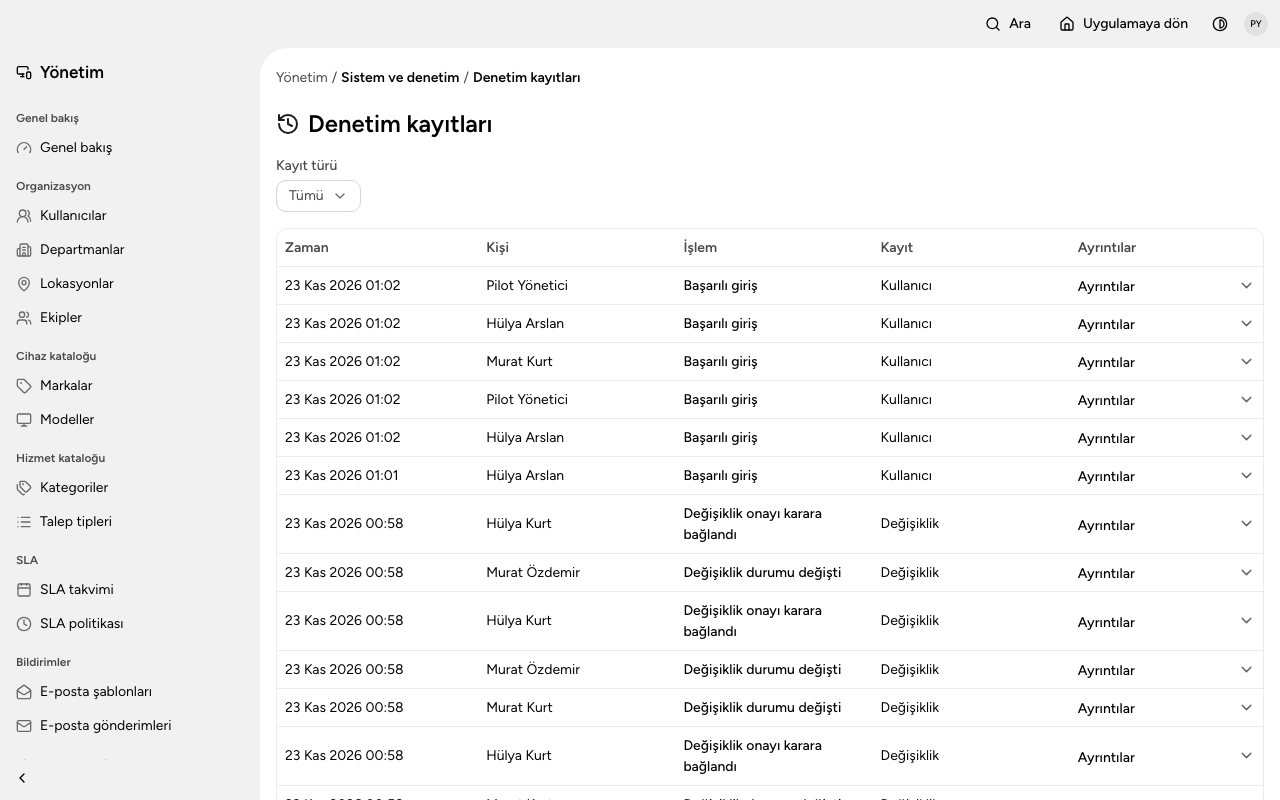 Ara
Uygulamaya dön
PY
Yönetim
Genel bakış
Genel bakış
Organizasyon
Kullanıcılar
Departmanlar
Lokasyonlar
Ekipler
Cihaz kataloğu
Markalar
Modeller
Hizmet kataloğu
Kategoriler
Talep tipleri
SLA
SLA takvimi
SLA politikası
Bildirimler
E-posta şablonları
E-posta gönderimleri
Yönetim / Sistem ve denetim / Denetim kayıtları
Denetim kayıtları
Kayıt türü
Tümü
Zaman Kişi İşlem Kayıt Ayrıntılar
23 Kas 2026 01:02 Pilot Yönetici Başarılı giriş Kullanıcı Ayrıntılar
23 Kas 2026 01:02 Hülya Arslan Başarılı giriş Kullanıcı Ayrıntılar
23 Kas 2026 01:02 Murat Kurt Başarılı giriş Kullanıcı Ayrıntılar
23 Kas 2026 01:02 Pilot Yönetici Başarılı giriş Kullanıcı Ayrıntılar
23 Kas 2026 01:02 Hülya Arslan Başarılı giriş Kullanıcı Ayrıntılar
23 Kas 2026 01:01 Hülya Arslan Başarılı giriş Kullanıcı Ayrıntılar
23 Kas 2026 00:58 Hülya Kurt Değişiklik onayı karara
bağlandı Değişiklik Ayrıntılar
23 Kas 2026 00:58 Murat Özdemir Değişiklik durumu değişti Değişiklik Ayrıntılar
23 Kas 2026 00:58 Hülya Kurt Değişiklik onayı karara
bağlandı Değişiklik Ayrıntılar
23 Kas 2026 00:58 Murat Özdemir Değişiklik durumu değişti Değişiklik Ayrıntılar
23 Kas 2026 00:58 Murat Kurt Değişiklik durumu değişti Değişiklik Ayrıntılar
23 Kas 2026 00:58 Hülya Kurt Değişiklik onayı karara
bağlandı Değişiklik Ayrıntılar